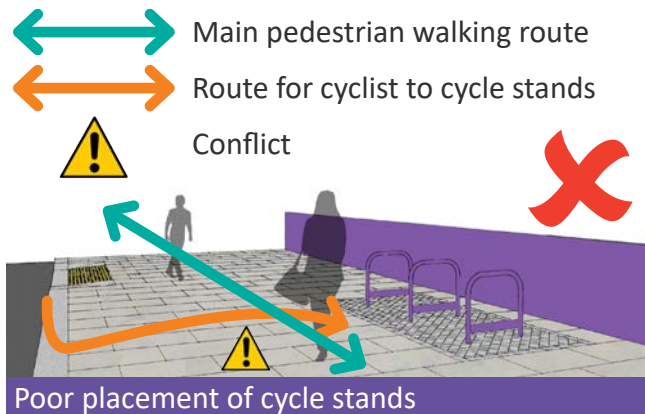 Main pedestrian walking route
Route for cyclist to cycle stands
Conflict
Poor placement of cycle stands